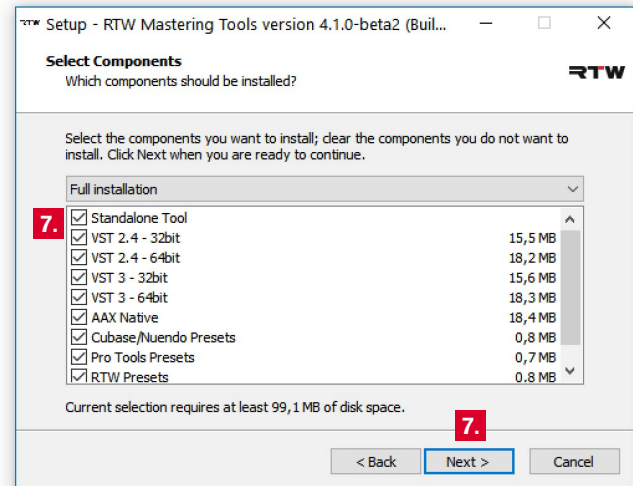 RTW Setup - RTW Mastering Tools version 4.1.0-beta2 (Buil...
Select Components
Which components should be installed?
RTW
Select the components you want to install; clear the components you do not want to
install. Click Next when you are ready to continue.
Full installation
7.
Standalone Tool
VST 2.4 - 32bit 15,5 MB
VST 2.4 - 64bit 18,2 MB
VST 3 - 32bit 15,6 MB
VST 3 - 64bit 18,3 MB
AAX Native 18,4 MB
Cubase/Nuendo Presets 0,8 MB
Pro Tools Presets 0,7 MB
RTW Presets 0.8 MB
Current selection requires at least 99,1 MB of disk space.
7.
< Back Next > Cancel